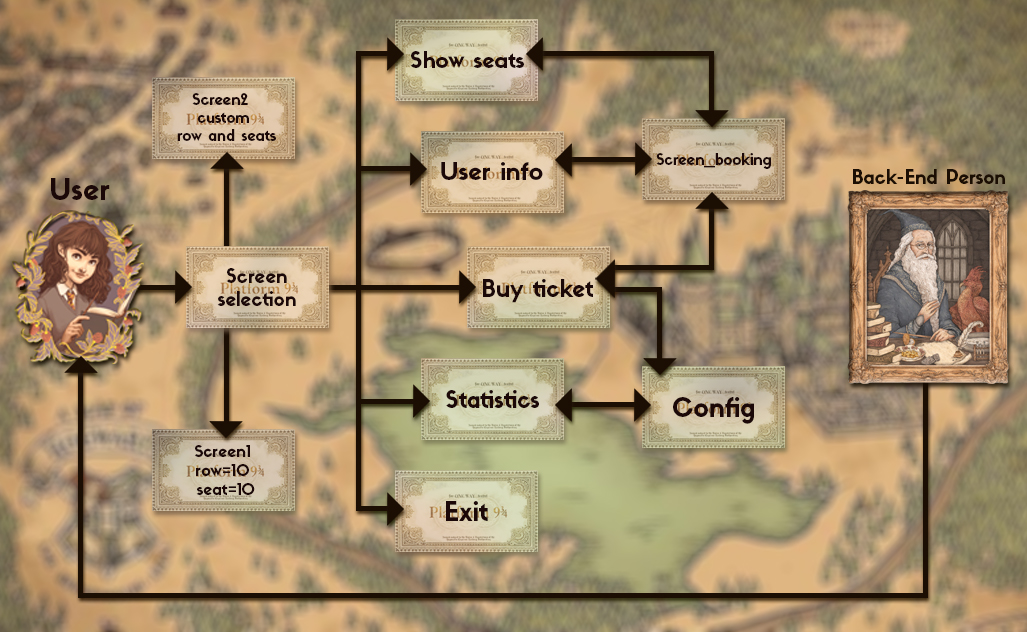 User
Screen2
custom
row and seats
Screen
selection
Screen1
row=10
seat=10
Show seats
User info
Buy ticket
Statistics
Exit
Screen_booking
Config
Back-End Person